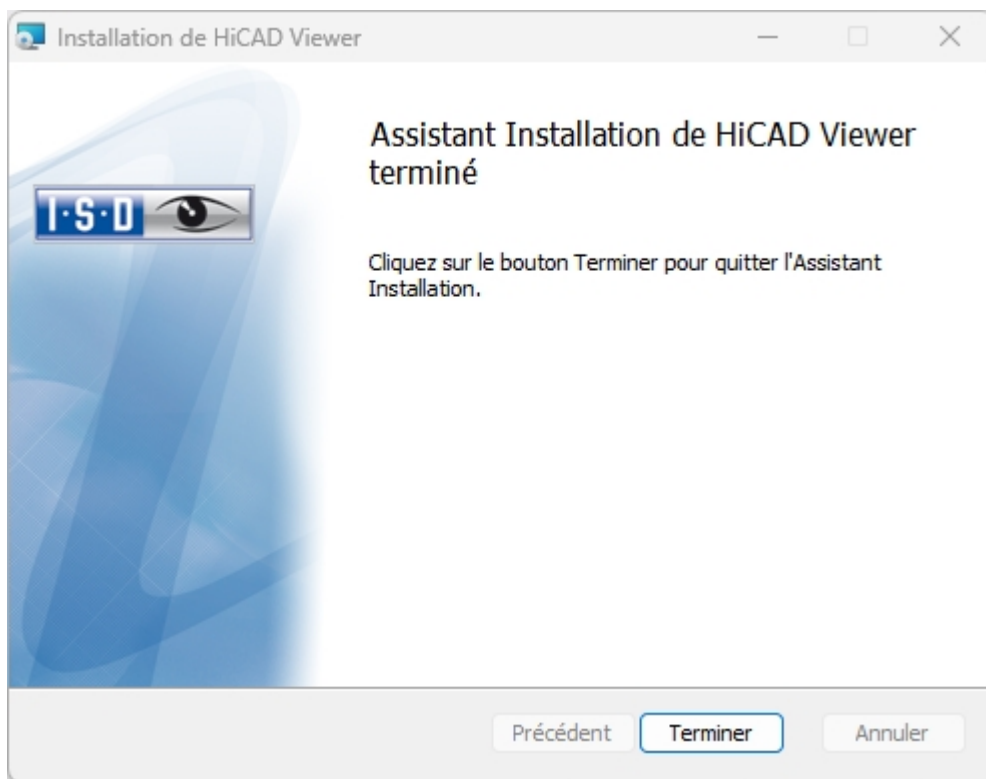 Installation de HiCAD Viewer
Assistant Installation de HiCAD Viewer
terminé
I·S·D
Cliquez sur le bouton Terminer pour quitter l'Assistant
Installation.
Précédent
Terminer
Annuler